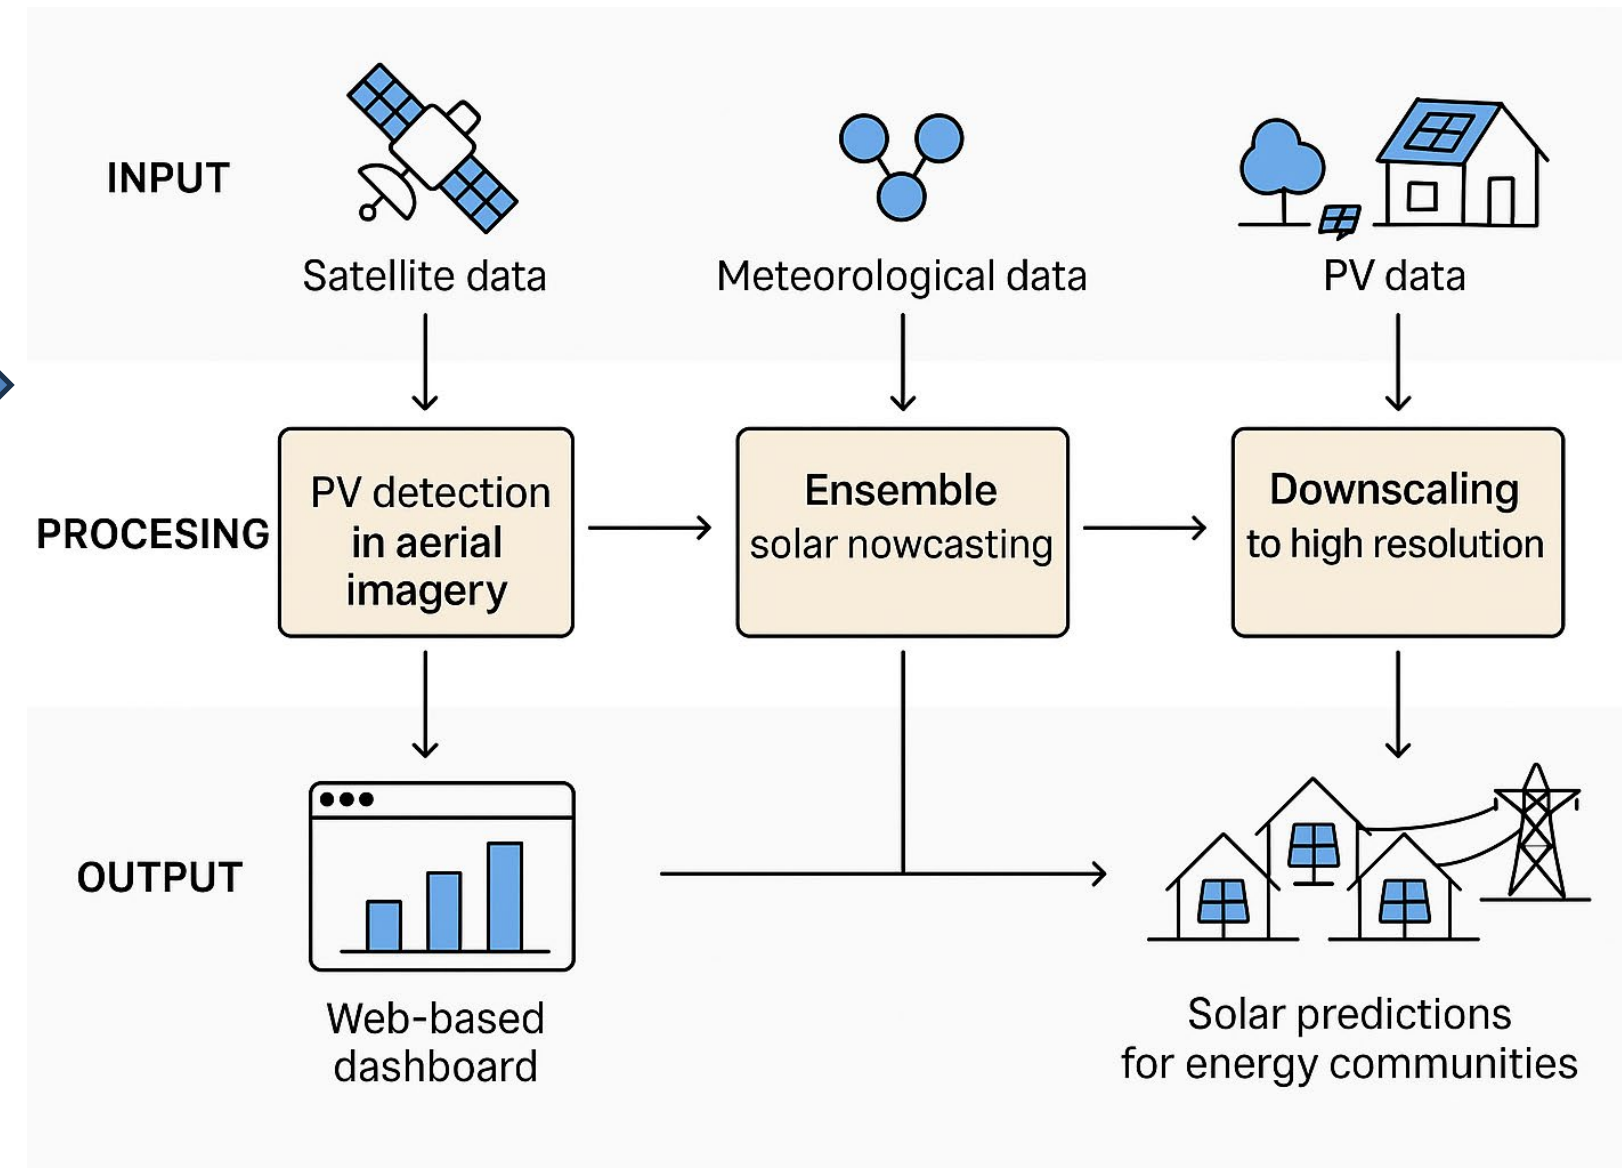 INPUT
Satellite data
Meteorological data
PV data
PROCESING
PV detection
in aerial
imagery
Ensemble
solar nowcasting
Downscaling
to high resolution
OUTPUT
Web-based
dashboard
Solar predictions
for energy communities